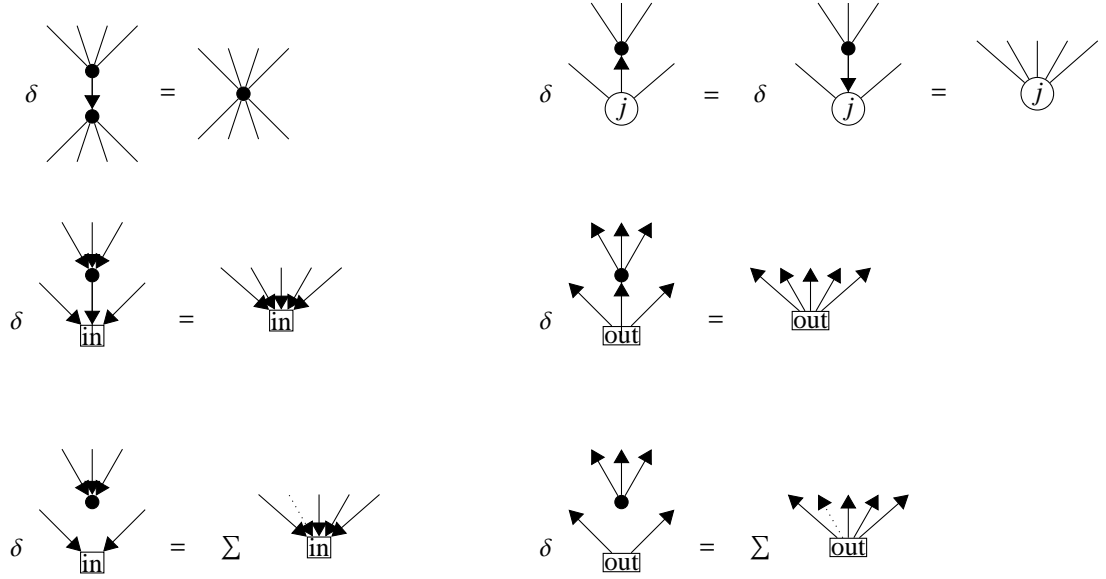 δ = δ j = δ j = j
δ in = in δ out = out
δ in = Σ in δ out = Σ out